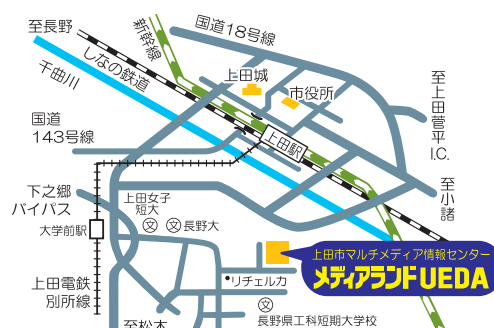 至長野
国道18号線
新幹線
しなの鉄道
上田城
市役所
千曲川
至上田菅平I.C.
国道
143号線
上田駅
至小諸
下之郷
バイパス
上田女子
短大
文
文 長野大
大学前駅
上田市マルチメディア情報センター
メディアランドUEDA
上田電鉄
別所線
リチェルカ
文
長野県工科短期大学校
至松本